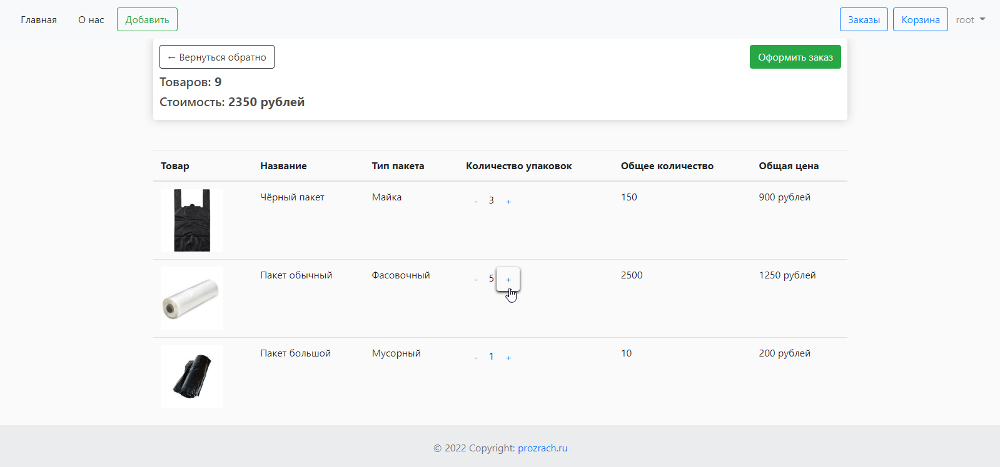 Главная О нас Добавить Заказы Корзина root
← Вернуться обратно Оформить заказ
Товаров: 9
Стоимость: 2350 рублей
Товар Название Тип пакета Количество упаковок Общее количество Общая цена
Чёрный пакет Майка - 3 + 150 900 рублей
Пакет обычный Фасовочный - 5 + 2500 1250 рублей
Пакет большой Мусорный - 1 + 10 200 рублей
© 2022 Copyright: prozrach.ru